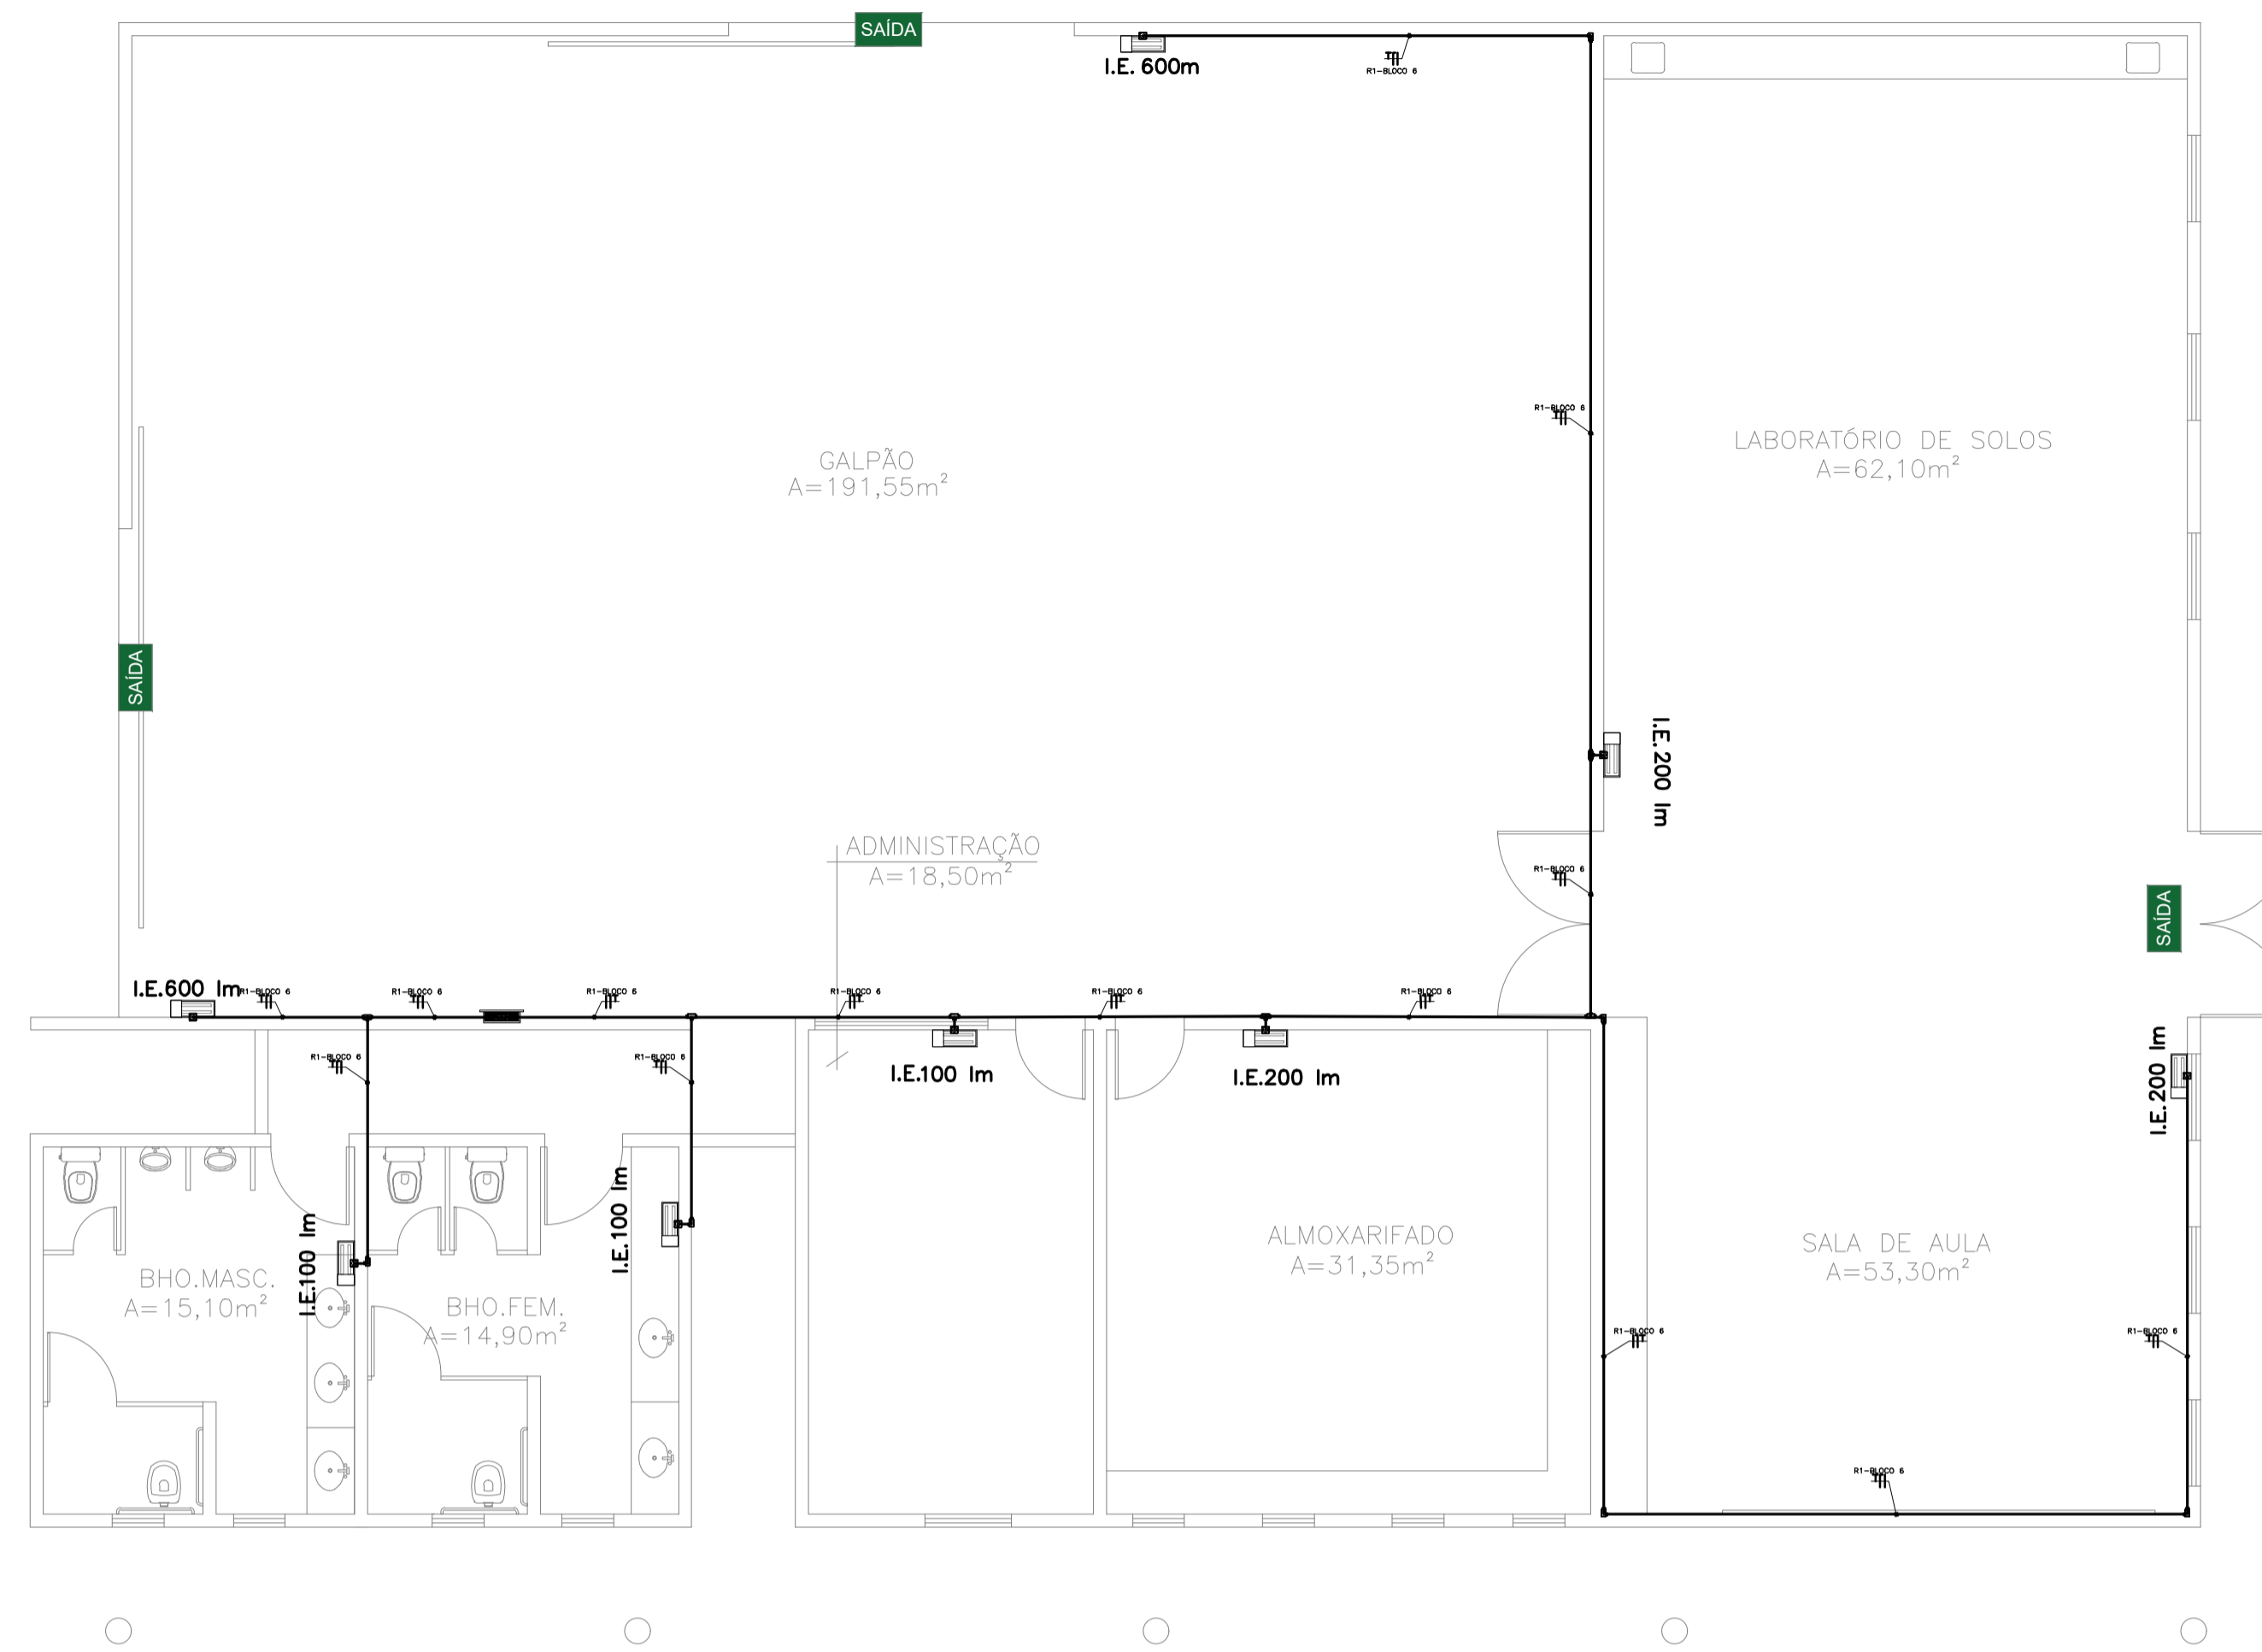 SAÍDA
I.E. 600m
R1-BLOCO 6
R1-BLOCO 6
GALPÃO
A=191,55m²
LABORATÓRIO DE SOLOS
A=62,10m²
SAÍDA
I.E.200 lm
ADMINISTRAÇÃO
A=18,50m²
R1-BLOCO 6
SAÍDA
I.E.600 lm
R1-BLOCO 6
R1-BLOCO 6
R1-BLOCO 6
R1-BLOCO 6
R1-BLOCO 6
R1-BLOCO 6
R1-BLOCO 6
R1-BLOCO 6
I.E.100 lm
I.E.200 lm
I.E.200 lm
I.E.100 lm
I.E.100 lm
BHO.MASC.
A=15,10m²
BHO.FEM.
A=14,90m²
ALMOXARIFADO
A=31,35m²
SALA DE AULA
A=53,30m²
R1-BLOCO 6
R1-BLOCO 6
R1-BLOCO 6